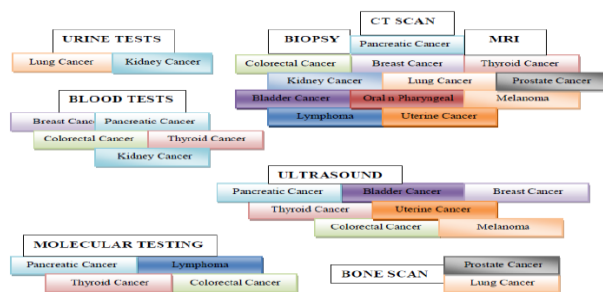 CT SCAN
URINE TESTS
BIOPSY
MRI
Pancreatic Cancer
Lung Cancer
Kidney Cancer
Colorectal Cancer
Breast Cancer
Thyroid Cancer
Kidney Cancer
Lung Cancer
Prostate Cancer
BLOOD TESTS
Bladder Cancer
Oral n Pharyngeal
Melanoma
Breast Canc
Pancreatic Cancer
Lymphoma
Uterine Cancer
Colorectal Cancer
Thyroid Cancer
Kidney Cancer
ULTRASOUND
Pancreatic Cancer
Bladder Cancer
Breast Cancer
Thyroid Cancer
Uterine Cancer
Colorectal Cancer
Melanoma
MOLECULAR TESTING
Pancreatic Cancer
Lymphoma
Thyroid Cancer
Colorectal Cancer
BONE SCAN
Prostate Cancer
Lung Cancer